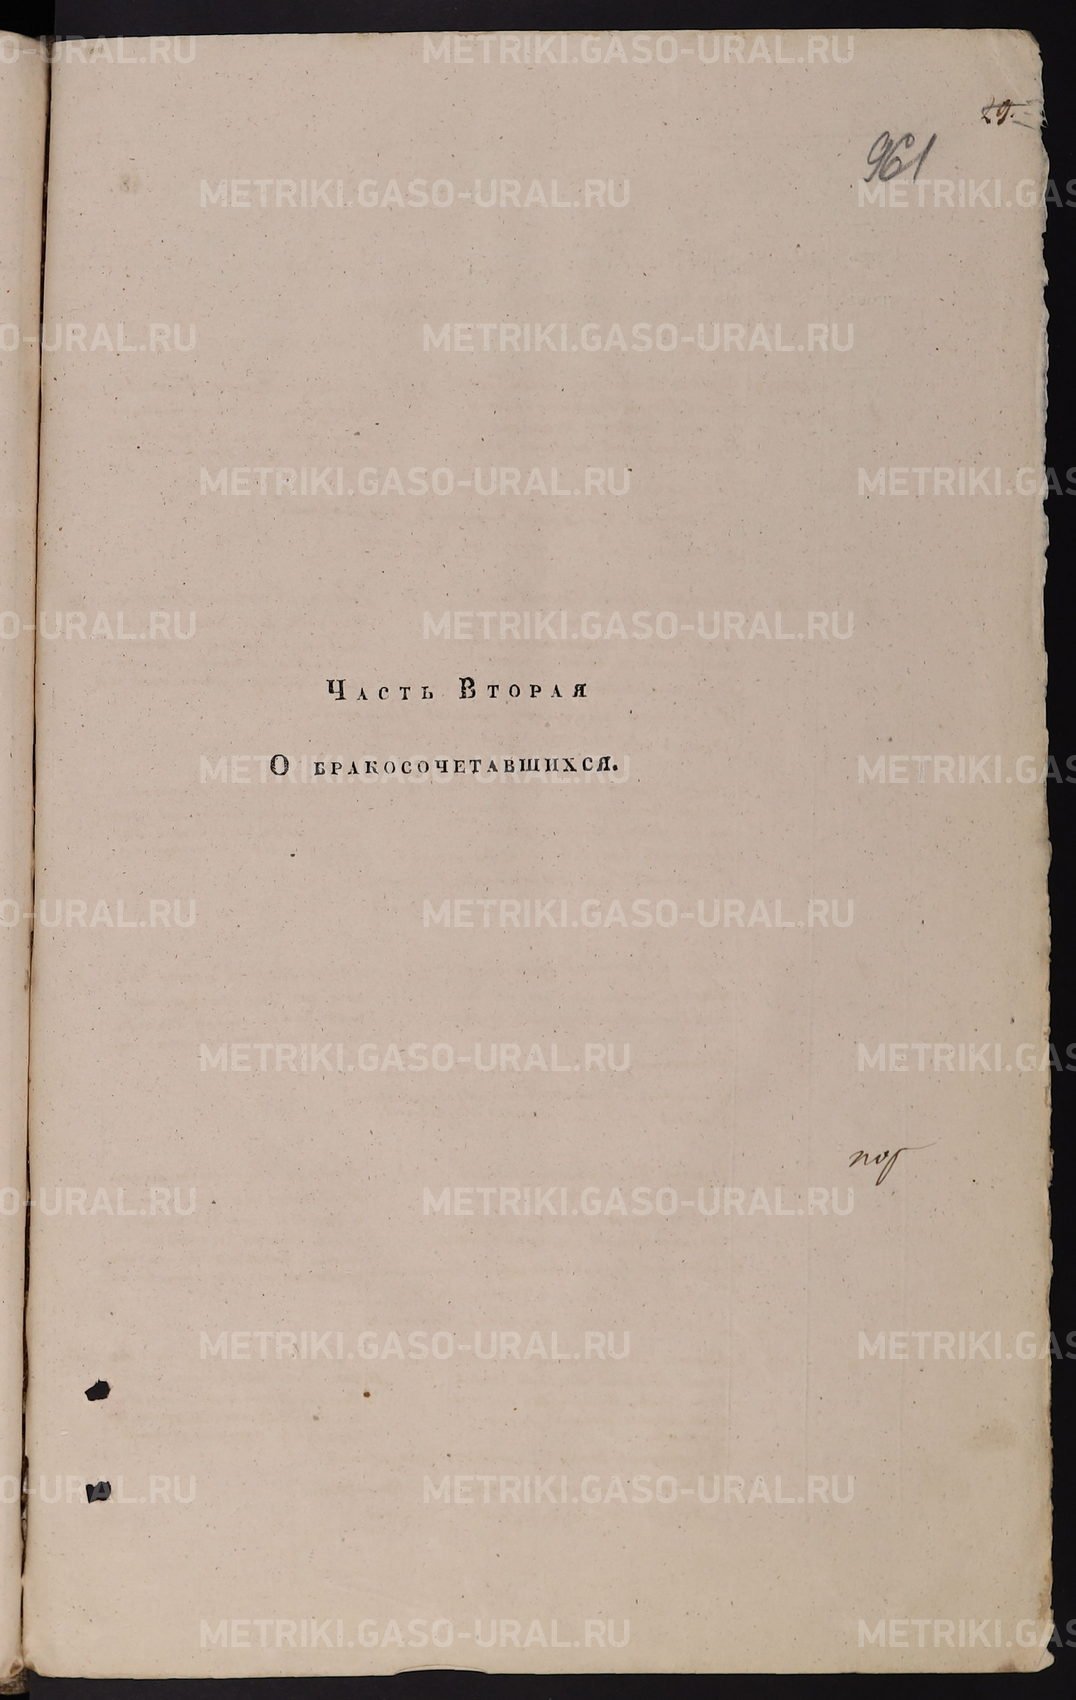 29.
961
Часть Вторая
О бракосочетавшихся.
METRIKI.GASO-URAL.RU